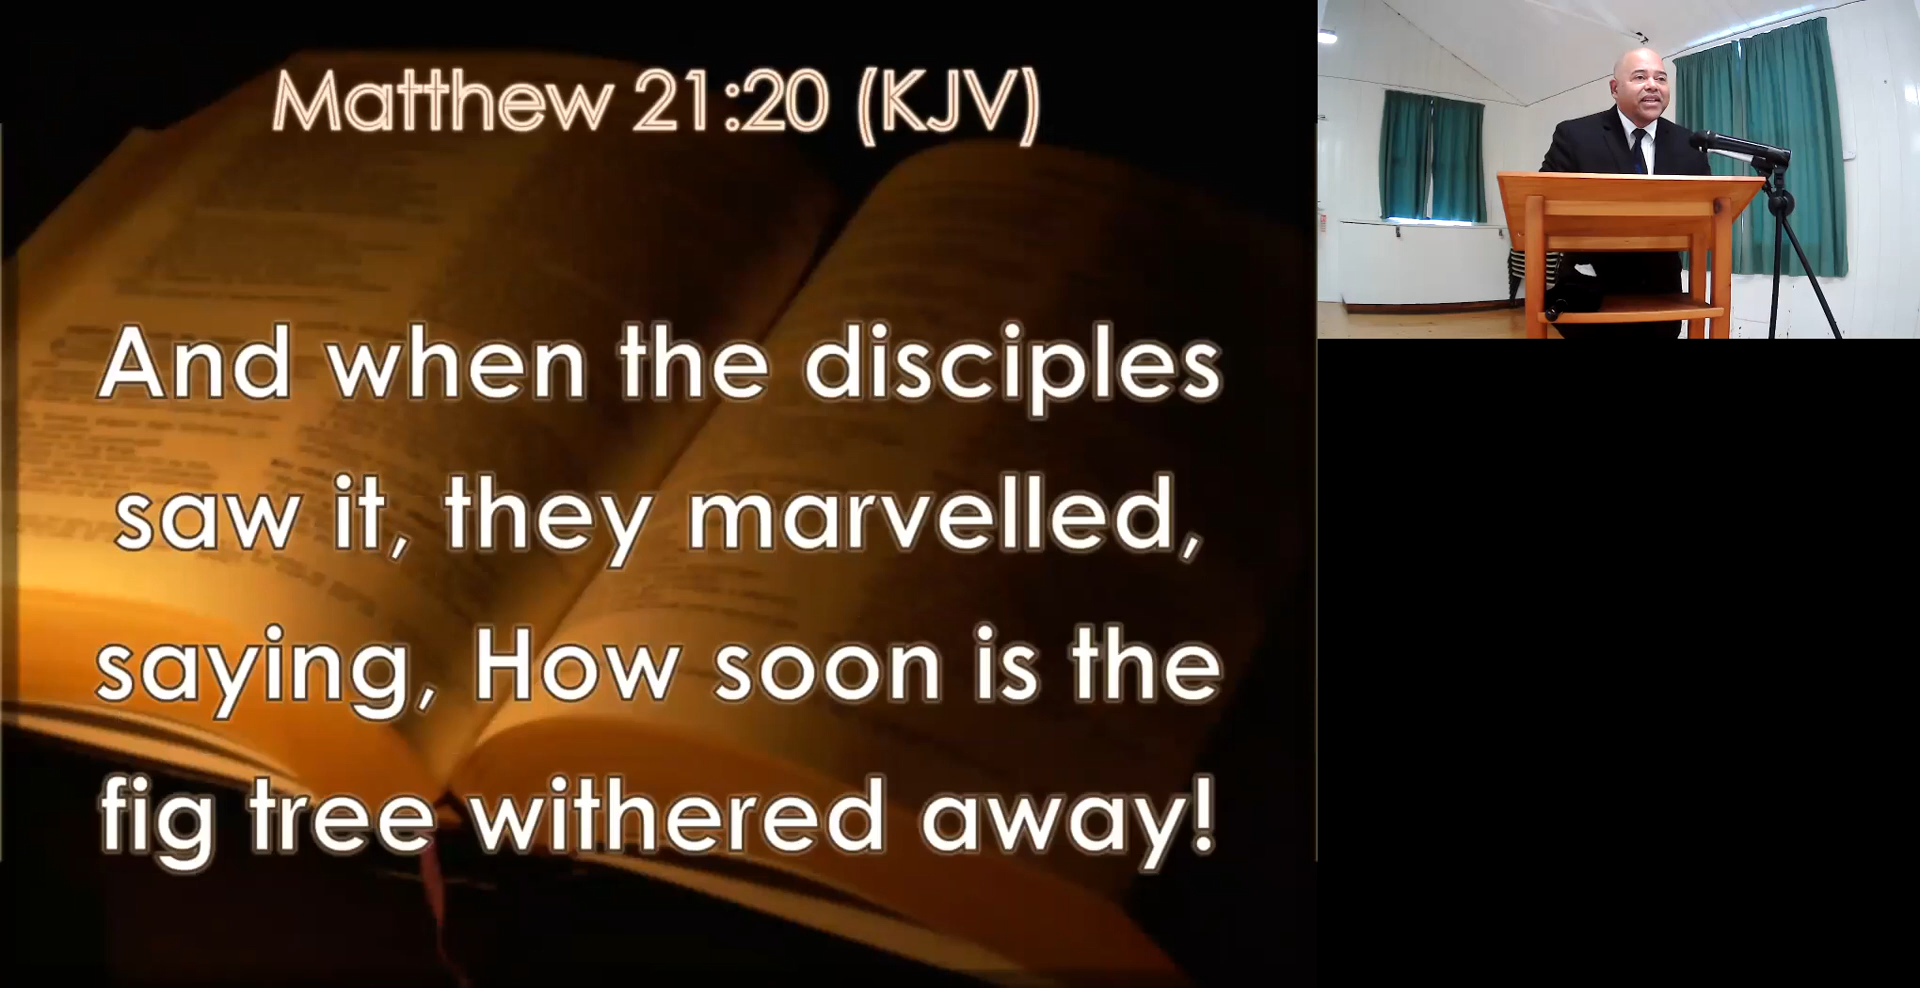 Matthew 21:20 (KJV)
And when the disciples
saw it, they marvelled,
saying, How soon is the
fig tree withered away!